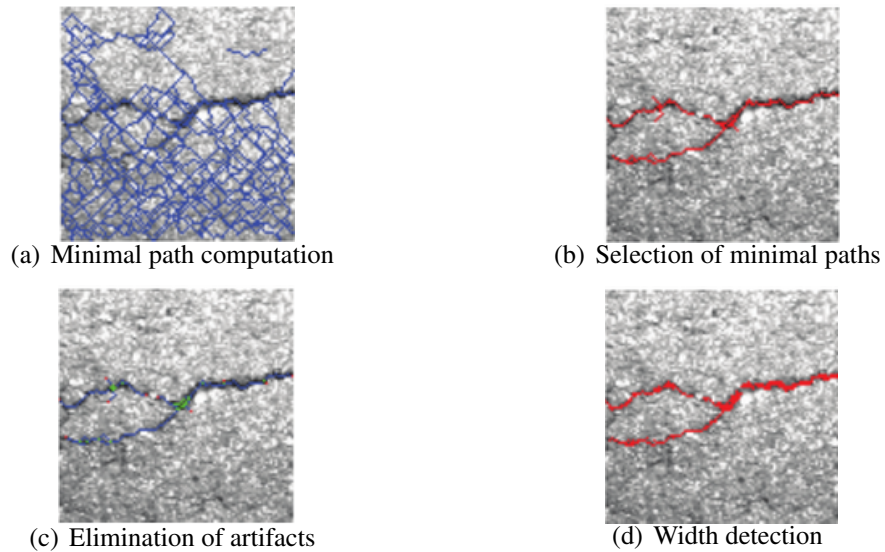 (a) Minimal path computation
(b) Selection of minimal paths
(c) Elimination of artifacts
(d) Width detection